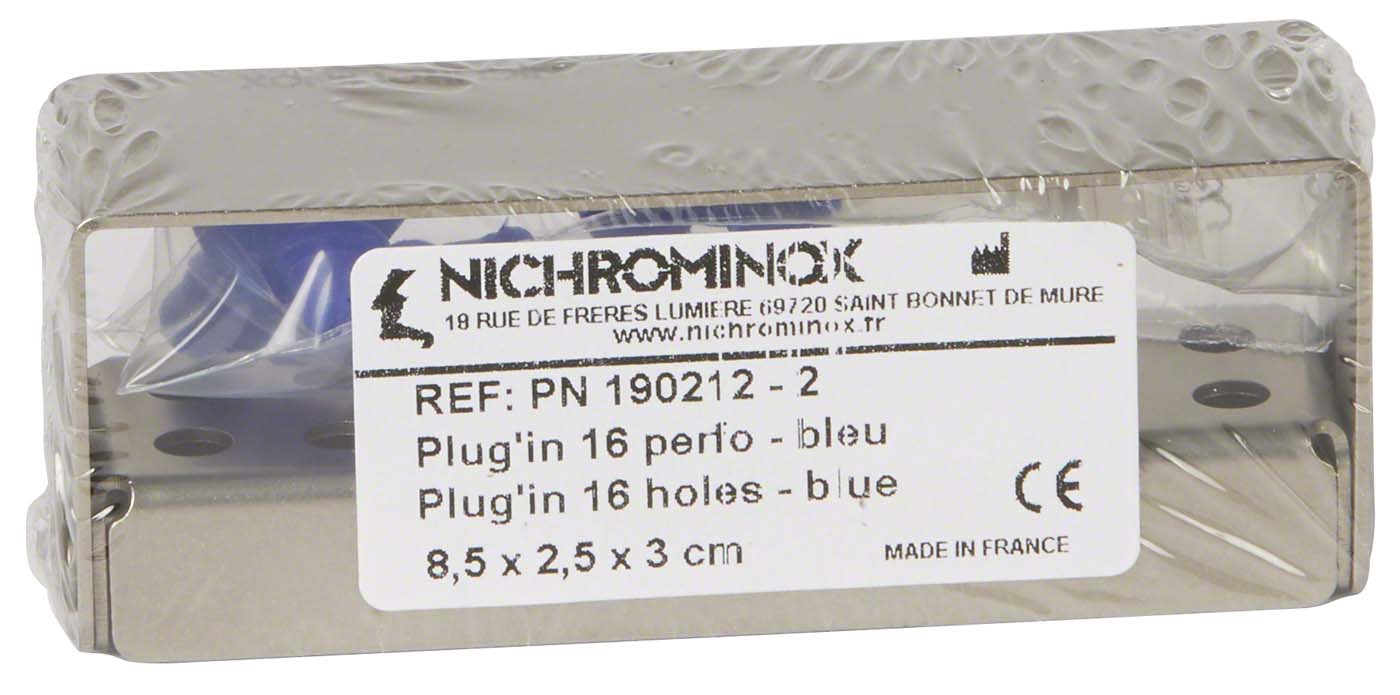 NICHROMINOX
18 RUE DE FRERES LUMIERE 69720 SAINT BONNET DE MURE
www.nichrominox.fr
REF: PN 190212 - 2
Plug'in 16 perfo - bleu
Plug'in 16 holes - blue
8,5 x 2,5 x 3 cm
CE
MADE IN FRANCE